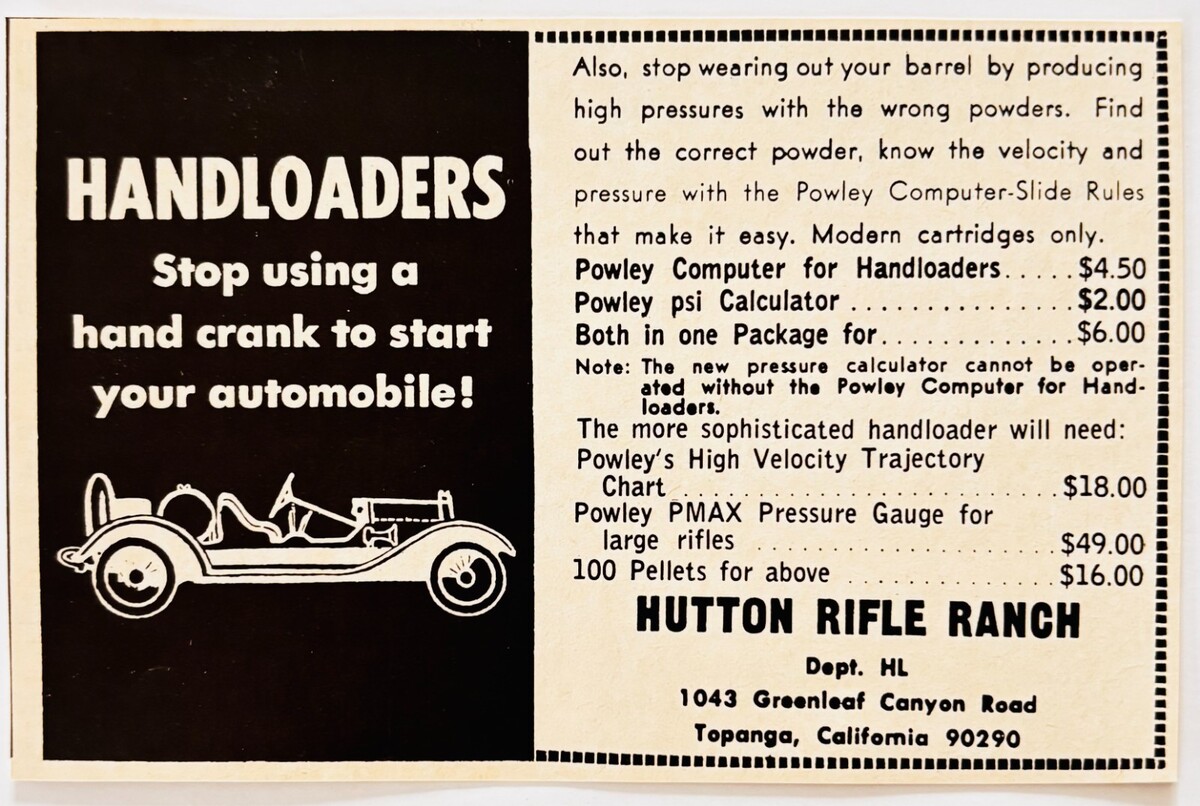 HANDLOADERS
Stop using a
hand crank to start
your automobile!
Also, stop wearing out your barrel by producing
high pressures with the wrong powders. Find
out the correct powder, know the velocity and
pressure with the Powley Computer-Slide Rules
that make it easy. Modern cartridges only.
Powley Computer for Handloaders.....$4.50
Powley psi Calculator ................$2.00
Both in one Package for..............$6.00
Note: The new pressure calculator cannot be oper-
ated without the Powley Computer for Hand-
loaders.
The more sophisticated handloader will need:
Powley's High Velocity Trajectory
Chart..............................$18.00
Powley PMAX Pressure Gauge for
large rifles .......................$49.00
100 Pellets for above ................$16.00
HUTTON RIFLE RANCH
Dept. HL
1043 Greenleaf Canyon Road
Topanga, California 90290